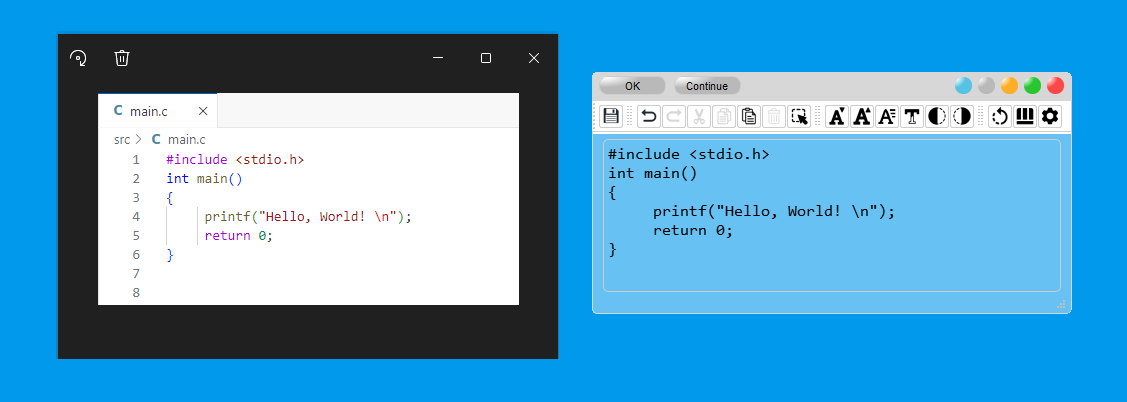 C main.c
src > C main.c
1 #include <stdio.h>
2 int main()
3 {
4 printf("Hello, World! \n");
5 return 0;
6 }
7
8
OK Continue
#include <stdio.h>
int main()
{
printf("Hello, World! \n");
return 0;
}